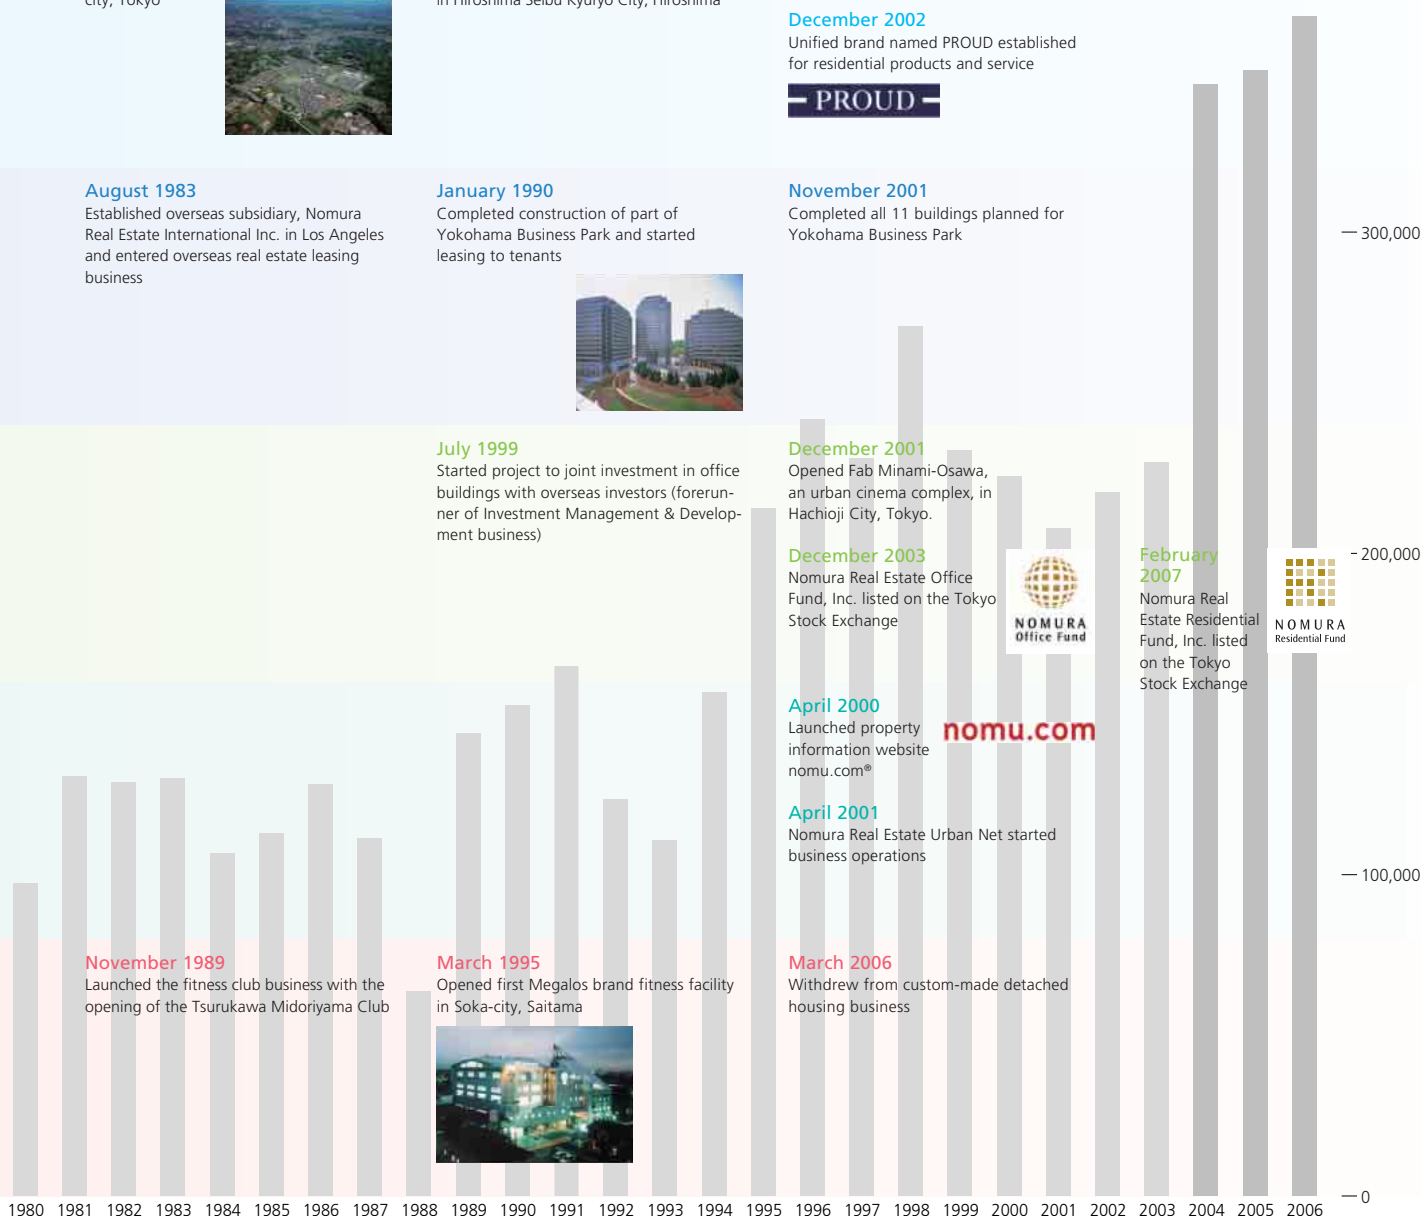 city, Tokyo
in Hiroshima Seibu Kyuryo City, Hiroshima
December 2002
Unified brand named PROUD established
for residential products and service
PROUD
August 1983
Established overseas subsidiary, Nomura
Real Estate International Inc. in Los Angeles
and entered overseas real estate leasing
business
January 1990
Completed construction of part of
Yokohama Business Park and started
leasing to tenants
November 2001
Completed all 11 buildings planned for
Yokohama Business Park
300,000
July 1999
Started project to joint investment in office
buildings with overseas investors (forerun-
ner of Investment Management & Develop-
ment business)
December 2001
Opened Fab Minami-Osawa,
an urban cinema complex, in
Hachioji City, Tokyo.
December 2003
Nomura Real Estate Office
Fund, Inc. listed on the Tokyo
Stock Exchange
NOMURA
Office Fund
February
2007
Nomura Real
Estate Residential
Fund, Inc. listed
on the Tokyo
Stock Exchange
NOMURA
Residential Fund
200,000
April 2000
Launched property
information website
nomu.com®
nomu.com
April 2001
Nomura Real Estate Urban Net started
business operations
100,000
November 1989
Launched the fitness club business with the
opening of the Tsurukawa Midoriyama Club
March 1995
Opened first Megalos brand fitness facility
in Soka-city, Saitama
March 2006
Withdrew from custom-made detached
housing business
0
1980 1981 1982 1983 1984 1985 1986 1987 1988 1989 1990 1991 1992 1993 1994 1995 1996 1997 1998 1999 2000 2001 2002 2003 2004 2005 2006